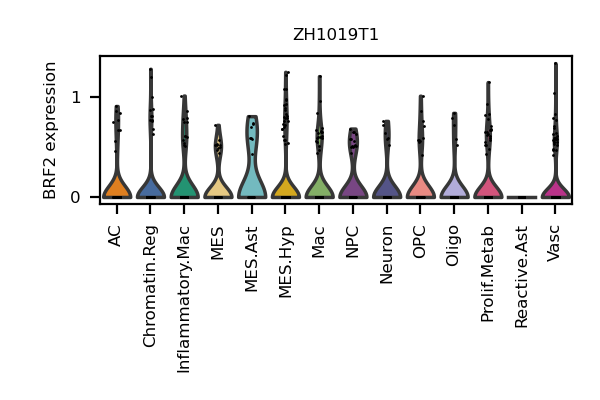 ZH1019T1
BRF2 expression
1
0
AC
Chromatin.Reg
Inflammatory.Mac
MES
MES.Ast
MES.Hyp
Mac
NPC
Neuron
OPC
Oligo
Prolif.Metab
Reactive.Ast
Vasc